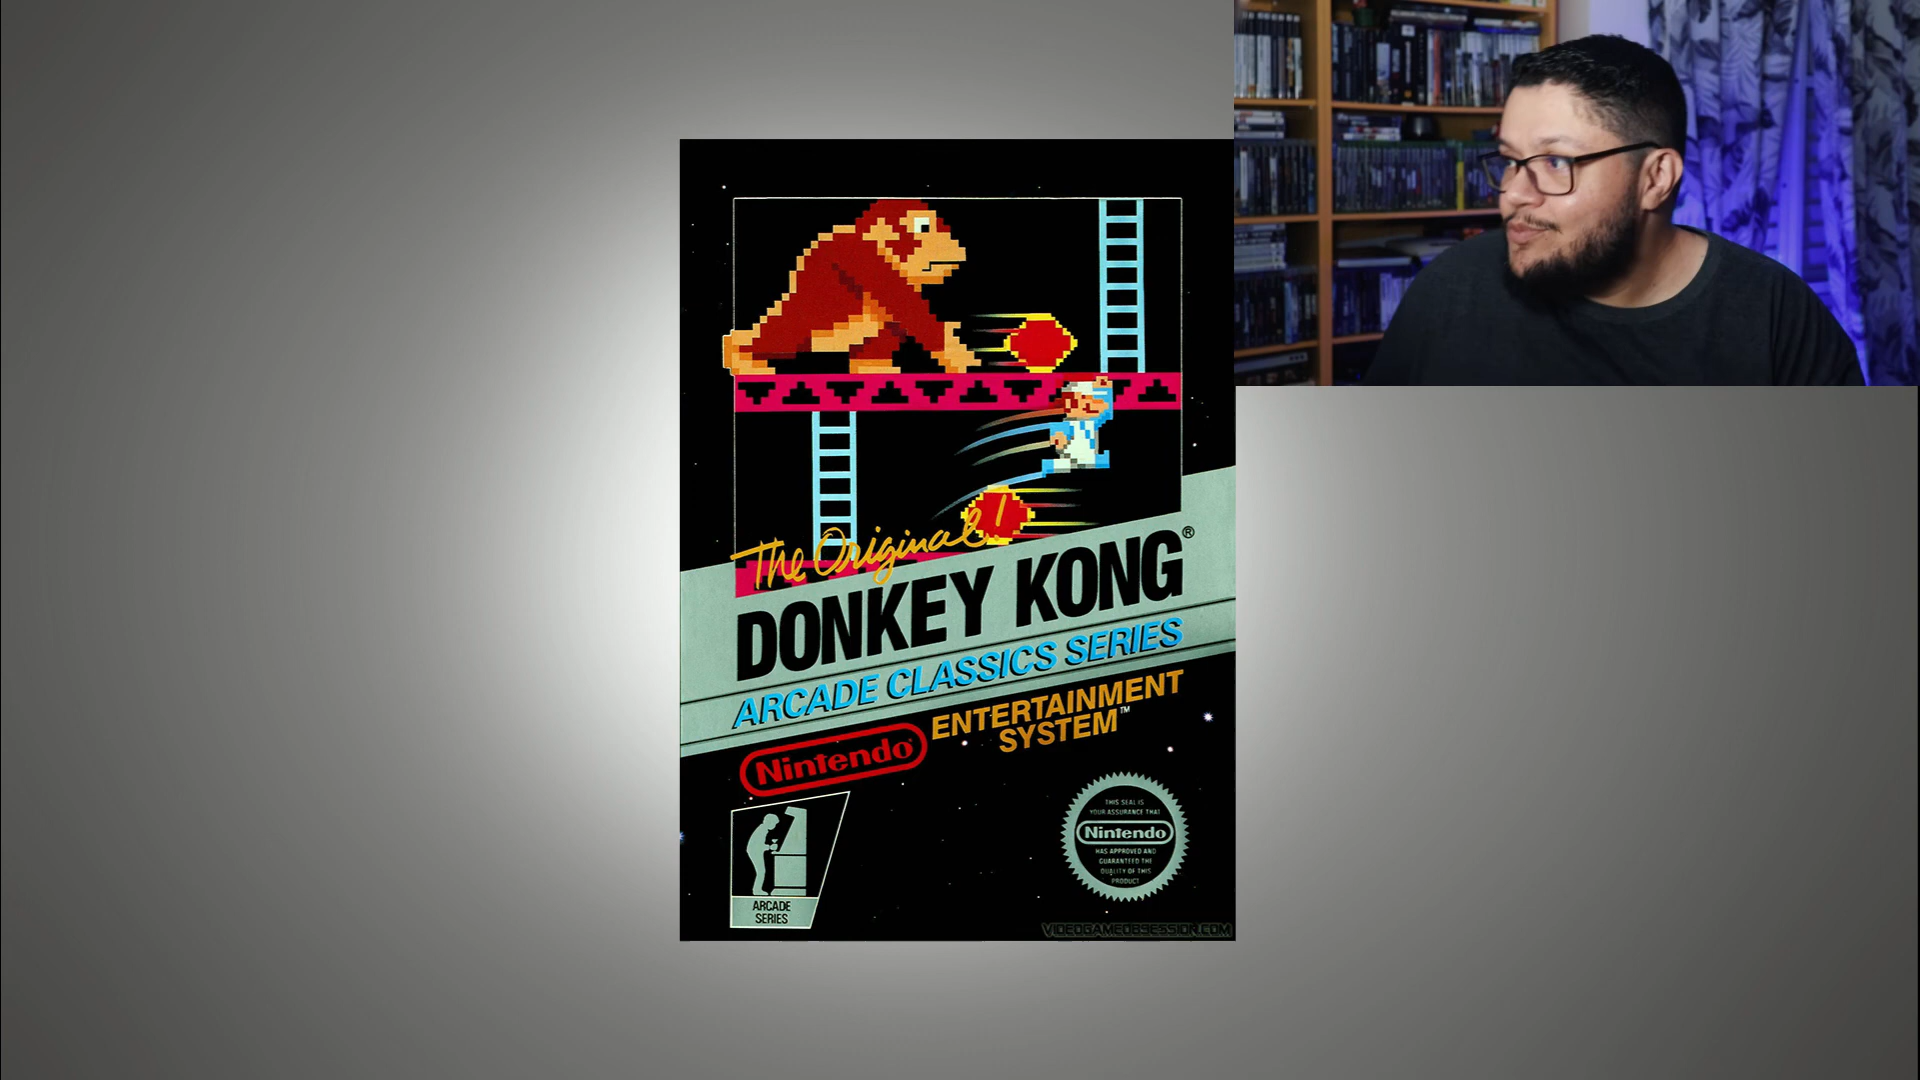 The Original!
DONKEY KONG®
ARCADE CLASSICS SERIES
Nintendo®
ENTERTAINMENT
SYSTEM™
ARCADE
SERIES
THIS SEAL IS
YOUR ASSURANCE THAT
Nintendo
HAS APPROVED AND
GUARANTEED THE
QUALITY OF THIS
PRODUCT
VIDEOGAMEOBSESSION.COM